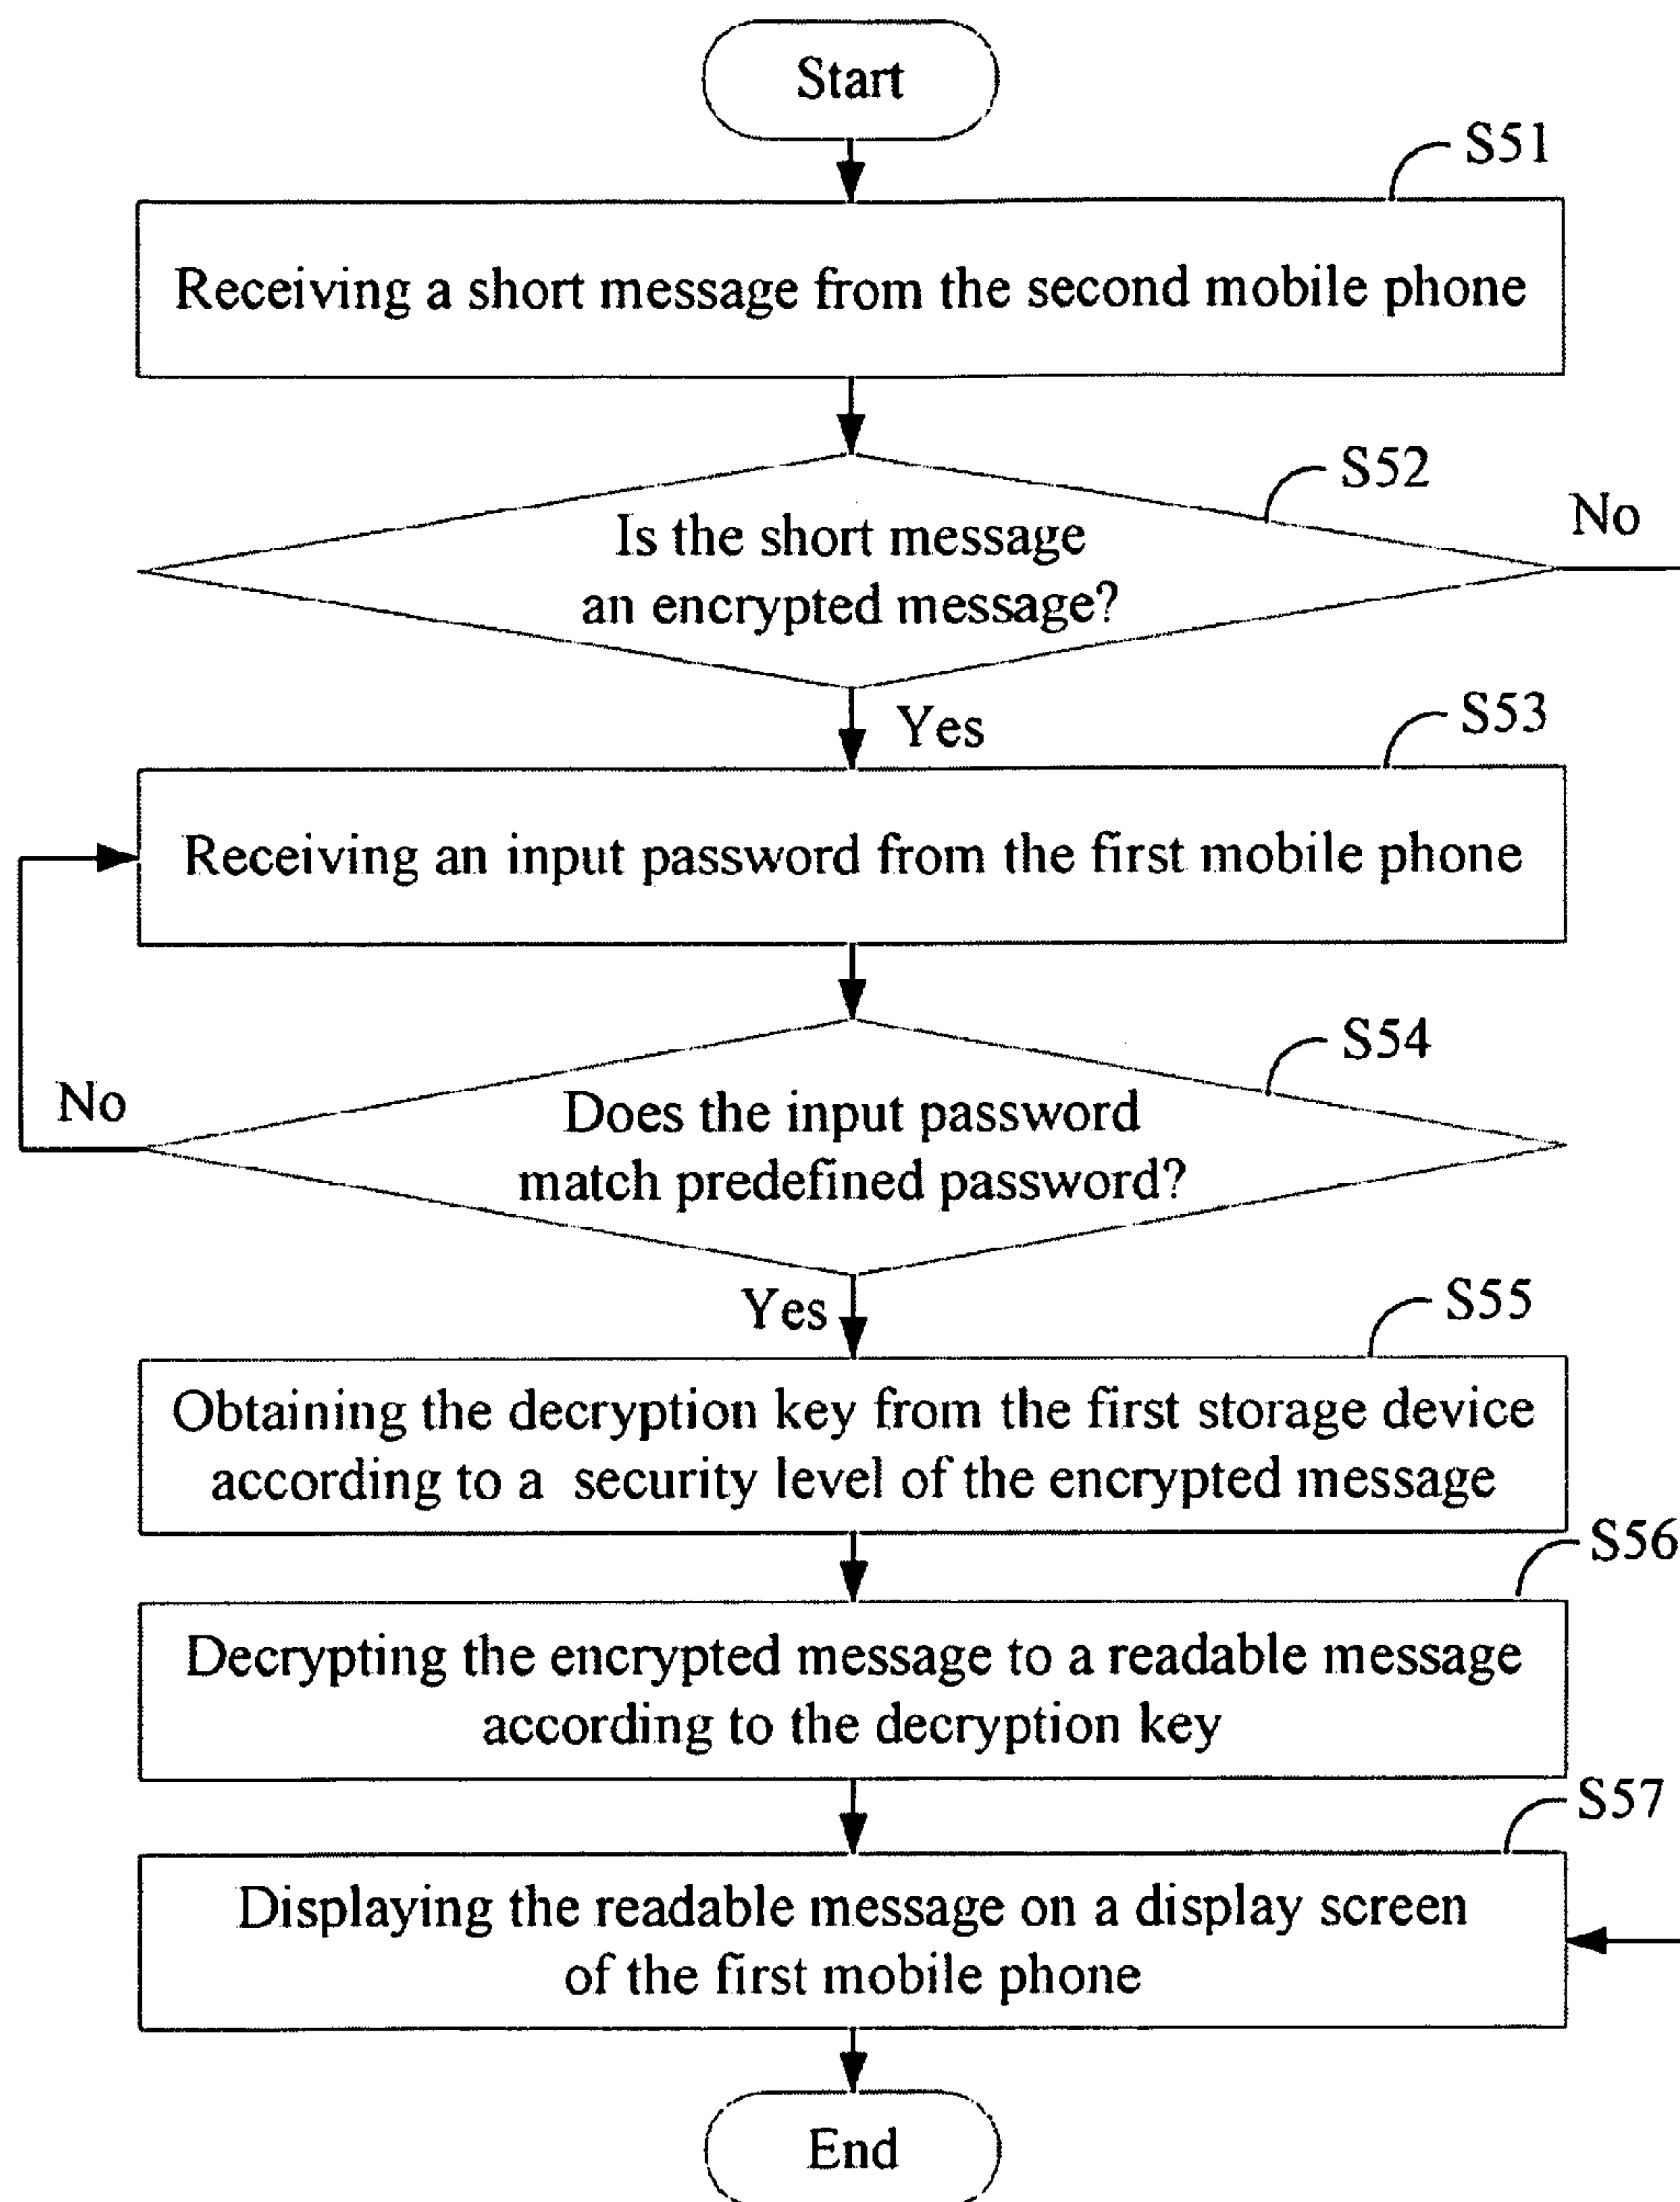 Start
S51
Receiving a short message from the second mobile phone
S52
No
Is the short message
an encrypted message?
Yes
S53
Receiving an input password from the first mobile phone
S54
No
Does the input password
match predefined password?
Yes
S55
Obtaining the decryption key from the first storage device
according to a security level of the encrypted message
S56
Decrypting the encrypted message to a readable message
according to the decryption key
S57
Displaying the readable message on a display screen
of the first mobile phone
End